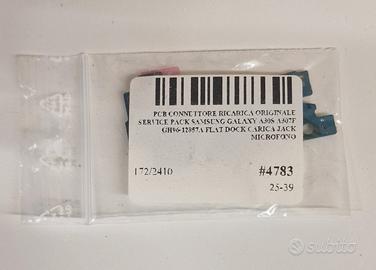 PCB CONNETTORE RICARICA ORIGINALE
SERVICE PACK SAMSUNG GALAXY A30S A307F
GH96-12857A FLAT DOCK CARICA JACK
MICROFONO
172/2410
#4783
25-39
subito